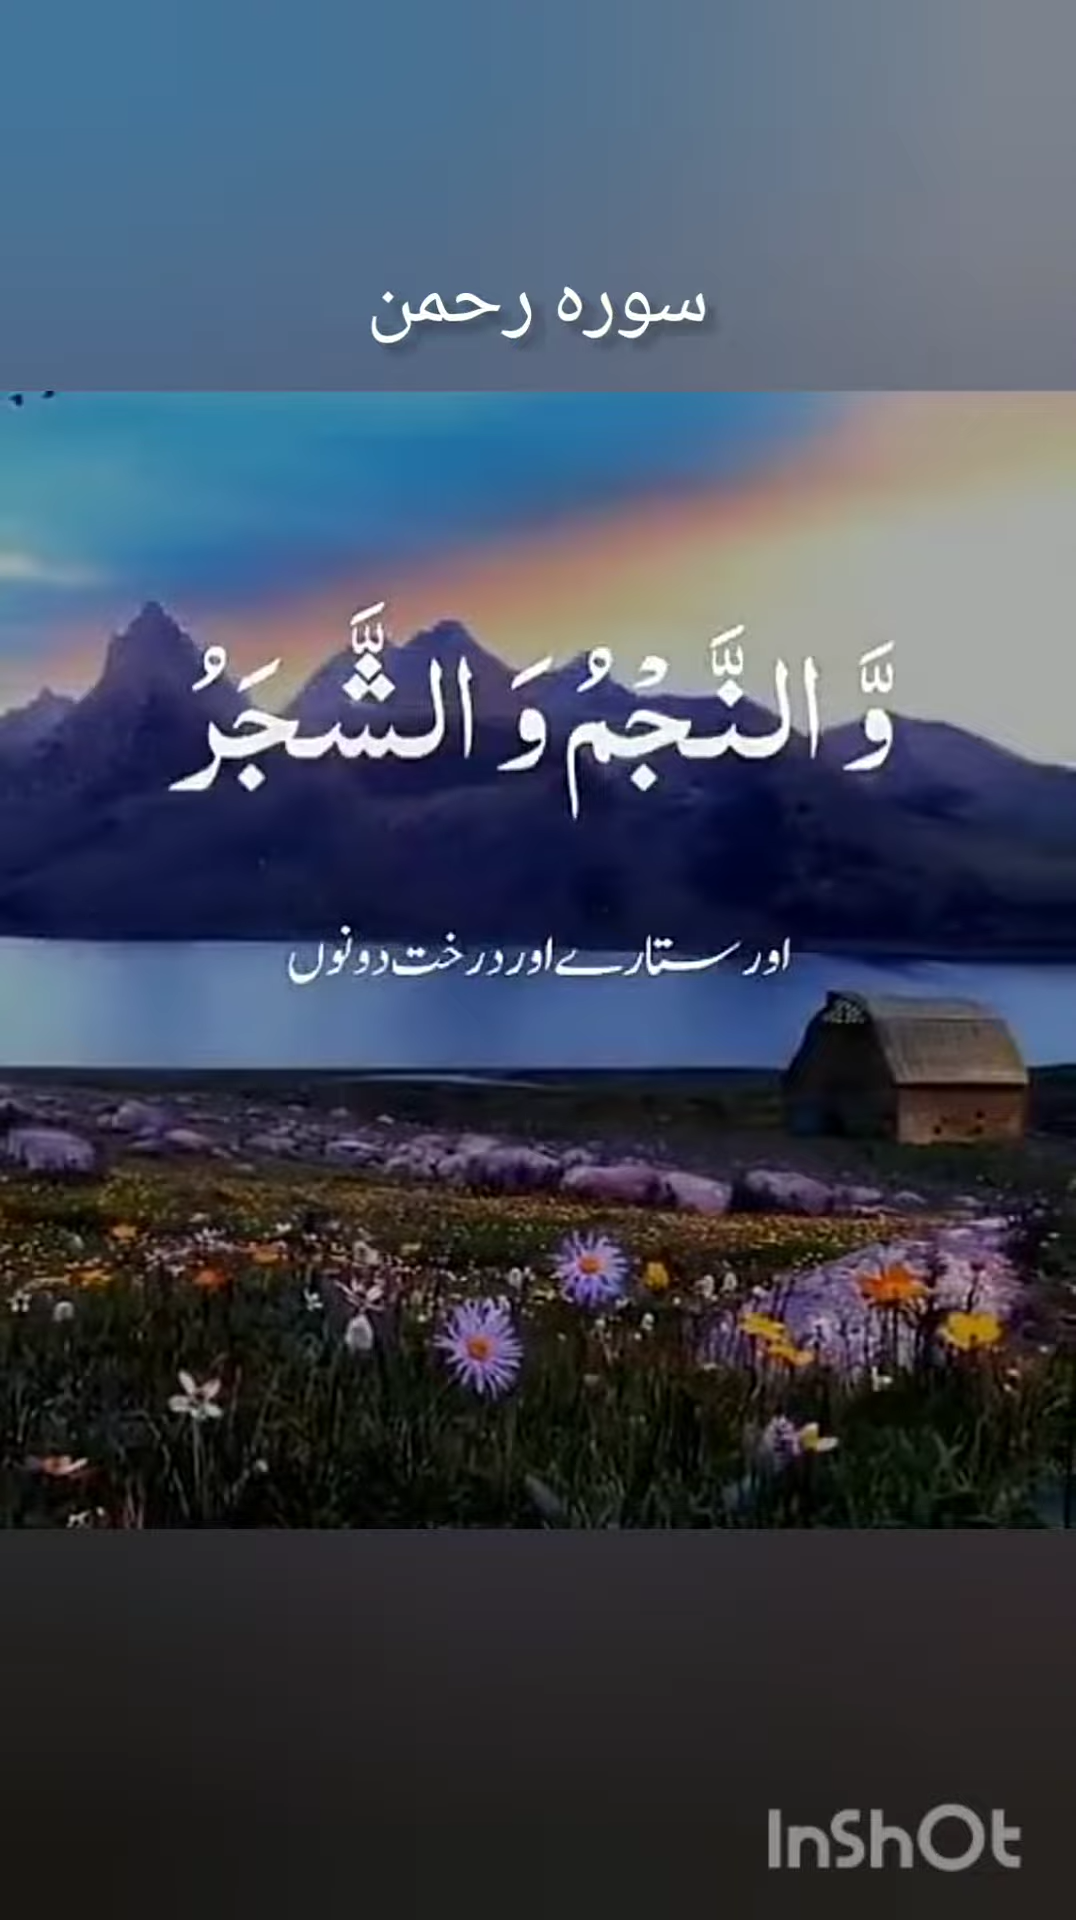 سورہ رحمن
وَّ النَّجْمُ وَ الشَّجَرُ
اور ستارے اور درخت دونوں
InShOt